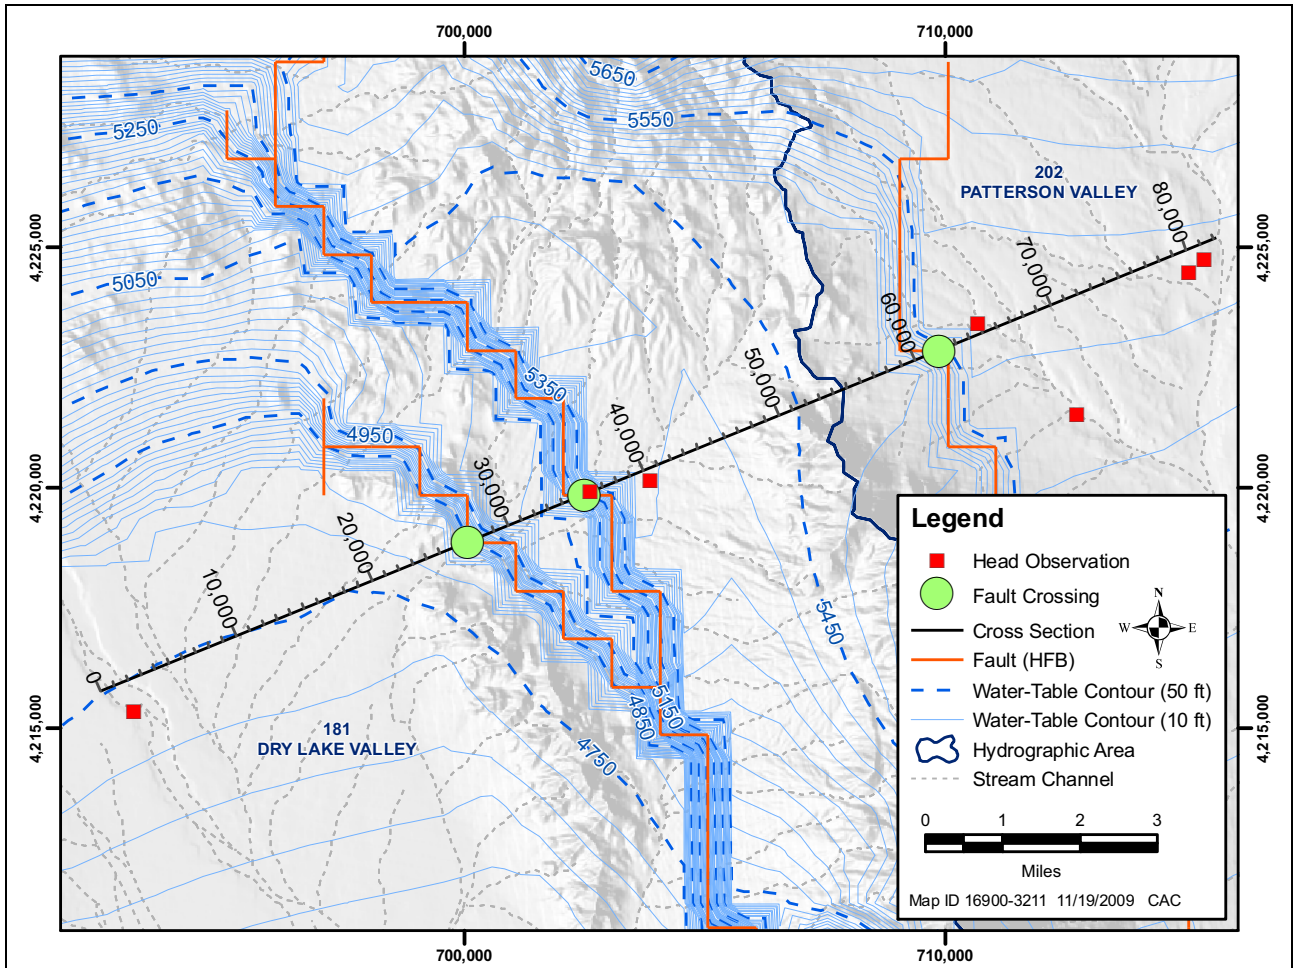 700,000
710,000
5650
5550
5250
202
PATTERSON VALLEY
80,000
4,225,000
4,225,000
70,000
5050
60,000
50,000
5350
40,000
4950
30,000
4,220,000
4,220,000
20,000
10,000
5450
0
5150
4850
4,215,000
4,215,000
181
DRY LAKE VALLEY
4750
Legend
Head Observation
Fault Crossing
N
W
E
S
Cross Section
Fault (HFB)
Water-Table Contour (50 ft)
Water-Table Contour (10 ft)
Hydrographic Area
Stream Channel
0 1 2 3
Miles
Map ID 16900-3211 11/19/2009 CAC
700,000
710,000